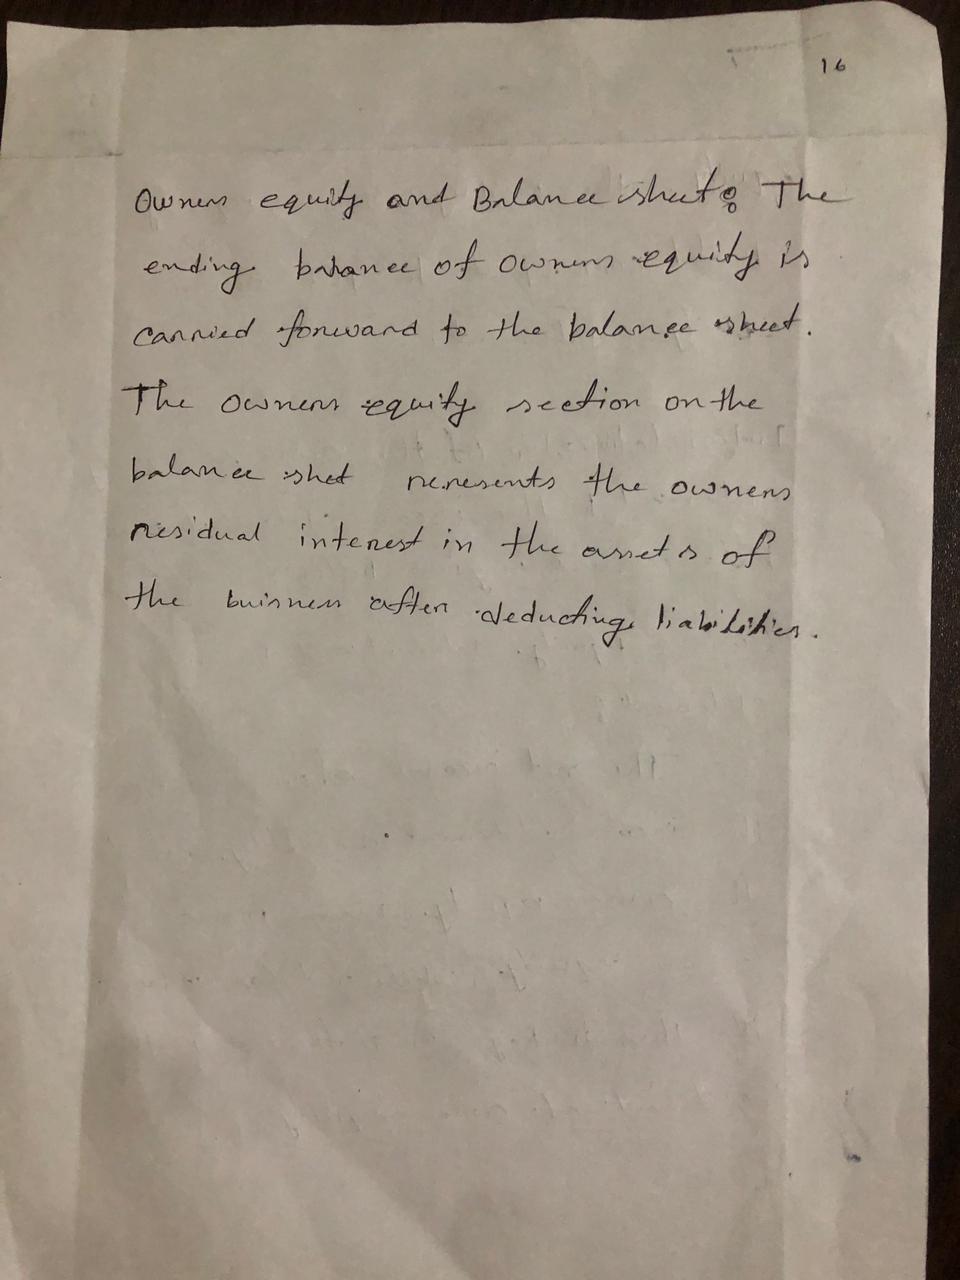 16
Owners equity and Balance sheet: The
ending balance of owners equity is
carried forward to the balance sheet.
The owners equity section on the
balance shet reresents the owners
residual interest in the assets of
the buisness after deducting liabilities.